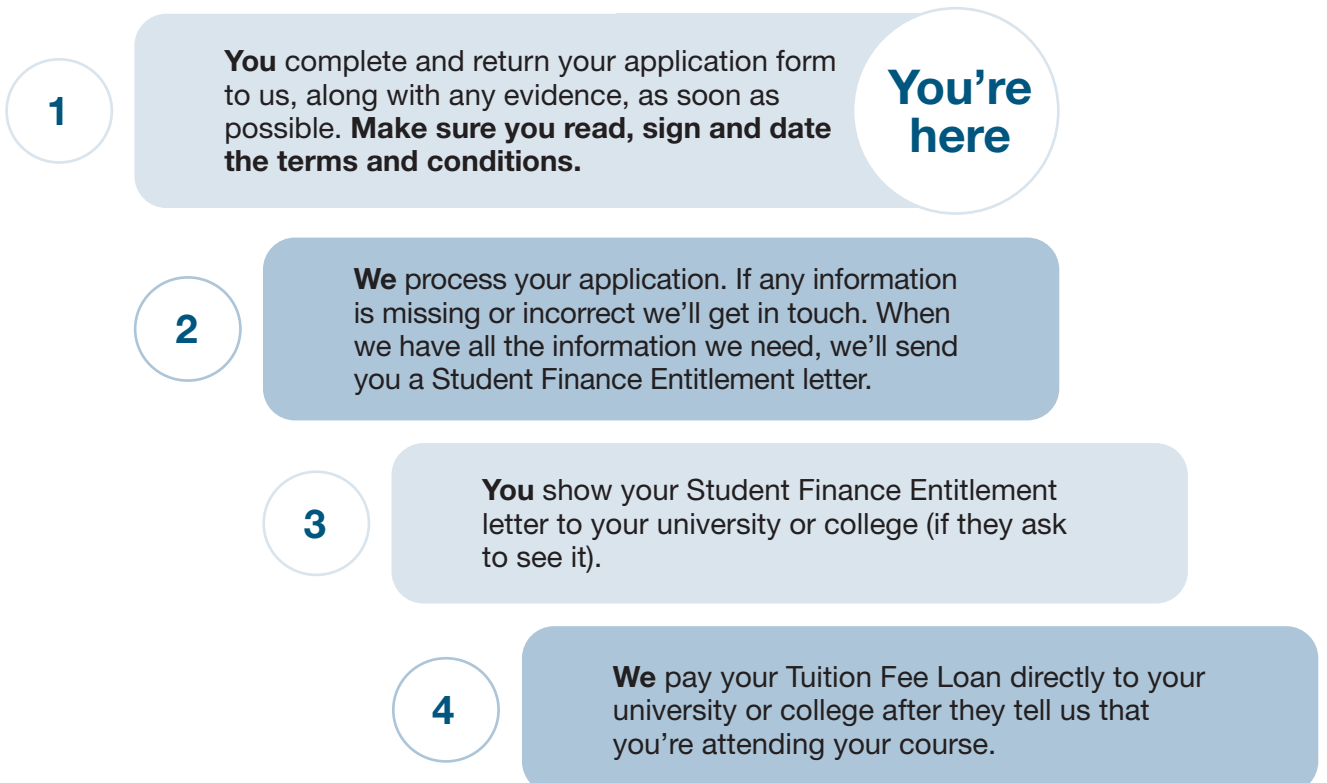 1
You complete and return your application form
to us, along with any evidence, as soon as
possible. Make sure you read, sign and date
the terms and conditions.
You’re
here
2
We process your application. If any information
is missing or incorrect we’ll get in touch. When
we have all the information we need, we’ll send
you a Student Finance Entitlement letter.
3
You show your Student Finance Entitlement
letter to your university or college (if they ask
to see it).
4
We pay your Tuition Fee Loan directly to your
university or college after they tell us that
you’re attending your course.